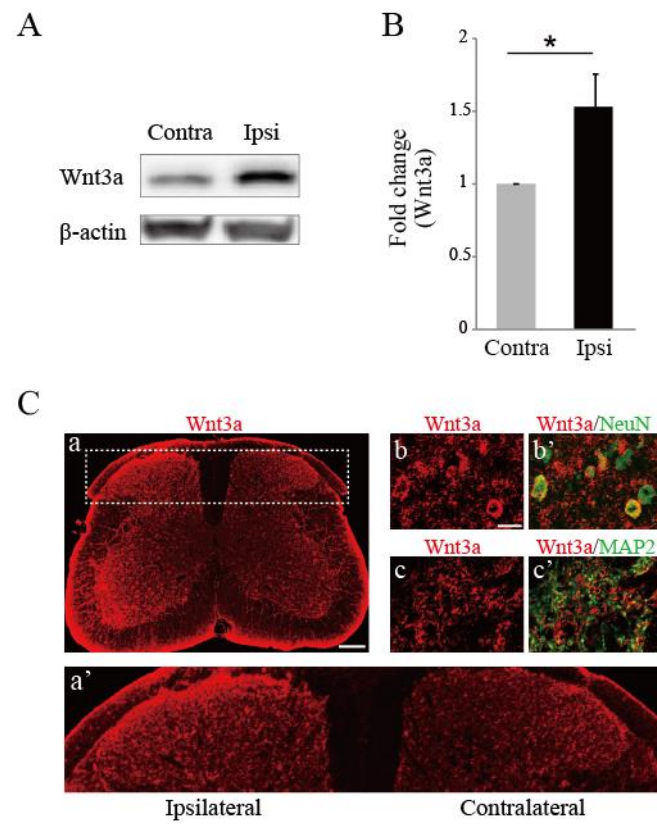 A
Contra Ipsi
Wnt3a
β-actin
B
*
Fold change
(Wnt3a)
2
1.5
1
0.5
0
Contra Ipsi
C
Wnt3a
a
Wnt3a
b
Wnt3a/NeuN
b'
Wnt3a
c
Wnt3a/MAP2
c'
a'
Ipsilateral Contralateral